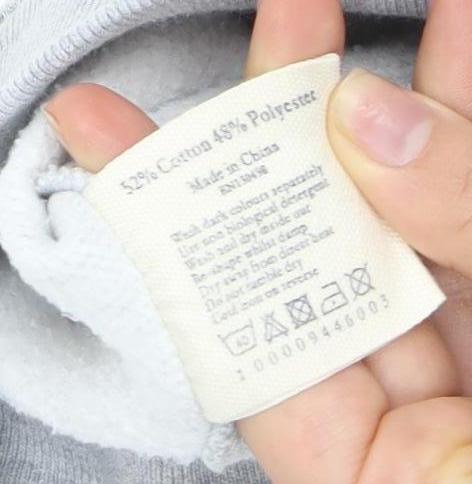 52% Cotton 48% Polyester
Made in China
Wash dark colours separately
Use non biological detergent
Wash and dry inside out
Re-shape whilst damp
Dry away from direct heat
Do not tumble dry
Cool iron on reverse
40
1 00009446003